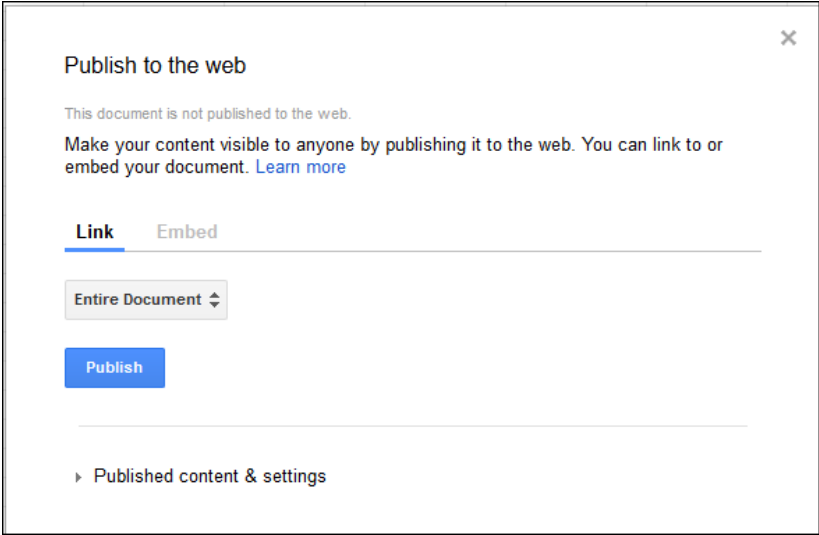 Publish to the web
This document is not published to the web.
Make your content visible to anyone by publishing it to the web. You can link to or
embed your document. Learn more
Link Embed
Entire Document
Publish
Published content & settings